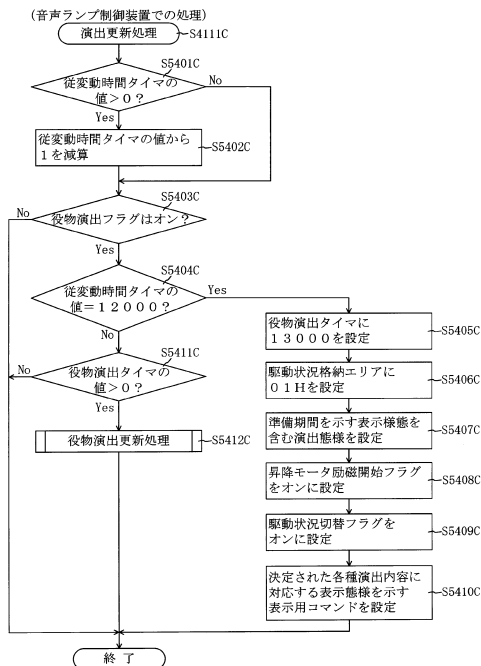 (音声ランプ制御装置での処理)
演出更新処理
S4111C
S5401C
従変動時間タイマの
値>0?
No
Yes
従変動時間タイマの値から
1を減算
S5402C
S5403C
役物演出フラグはオン?
No
Yes
S5404C
従変動時間タイマの
値=12000?
Yes
No
役物演出タイマに
13000を設定
S5405C
S5411C
役物演出タイマの
値>0?
No
Yes
駆動状況格納エリアに
01Hを設定
S5406C
準備期間を示す表示様態を
含む演出態様を設定
S5407C
役物演出更新処理
S5412C
昇降モータ励磁開始フラグ
をオンに設定
S5408C
駆動状況切替フラグを
オンに設定
S5409C
決定された各種演出内容に
対応する表示態様を示す
表示用コマンドを設定
S5410C
終了